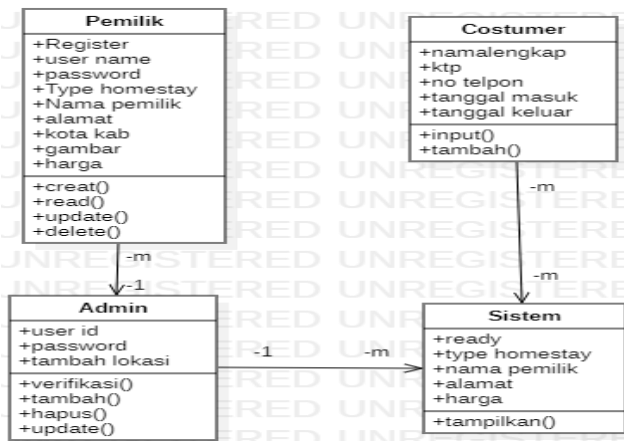 Pemilik
+Register
+user name
+password
+Type homestay
+Nama pemilik
+alamat
+kota kab
+gambar
+harga
+creat()
+read()
+update()
+delete()
Costumer
+namalengkap
+ktp
+no telpon
+tanggal masuk
+tanggal keluar
+input()
+tambah()
-m
-1
-m
-m
Admin
+user id
+password
+tambah lokasi
+verifikasi()
+tambah()
+hapus()
+update()
-1
-m
Sistem
+ready
+type homestay
+nama pemilik
+alamat
+harga
+tampilkan()
UNREGISTERED